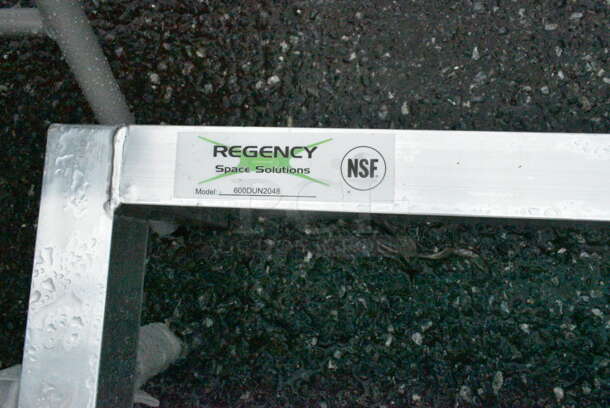 REGENCY
Space Solutions
Model: 600DUN2048
NSF